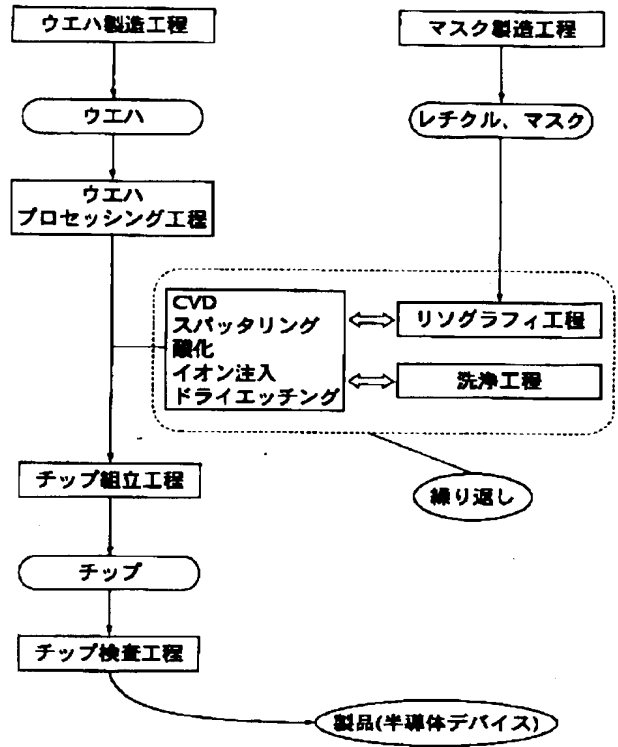 ウエハ製造工程
マスク製造工程
ウエハ
レチクル、マスク
ウエハ
プロセッシング工程
CVD
スパッタリング
酸化
イオン注入
ドライエッチング
リソグラフィ工程
洗浄工程
繰り返し
チップ組立工程
チップ
チップ検査工程
製品(半導体デバイス)